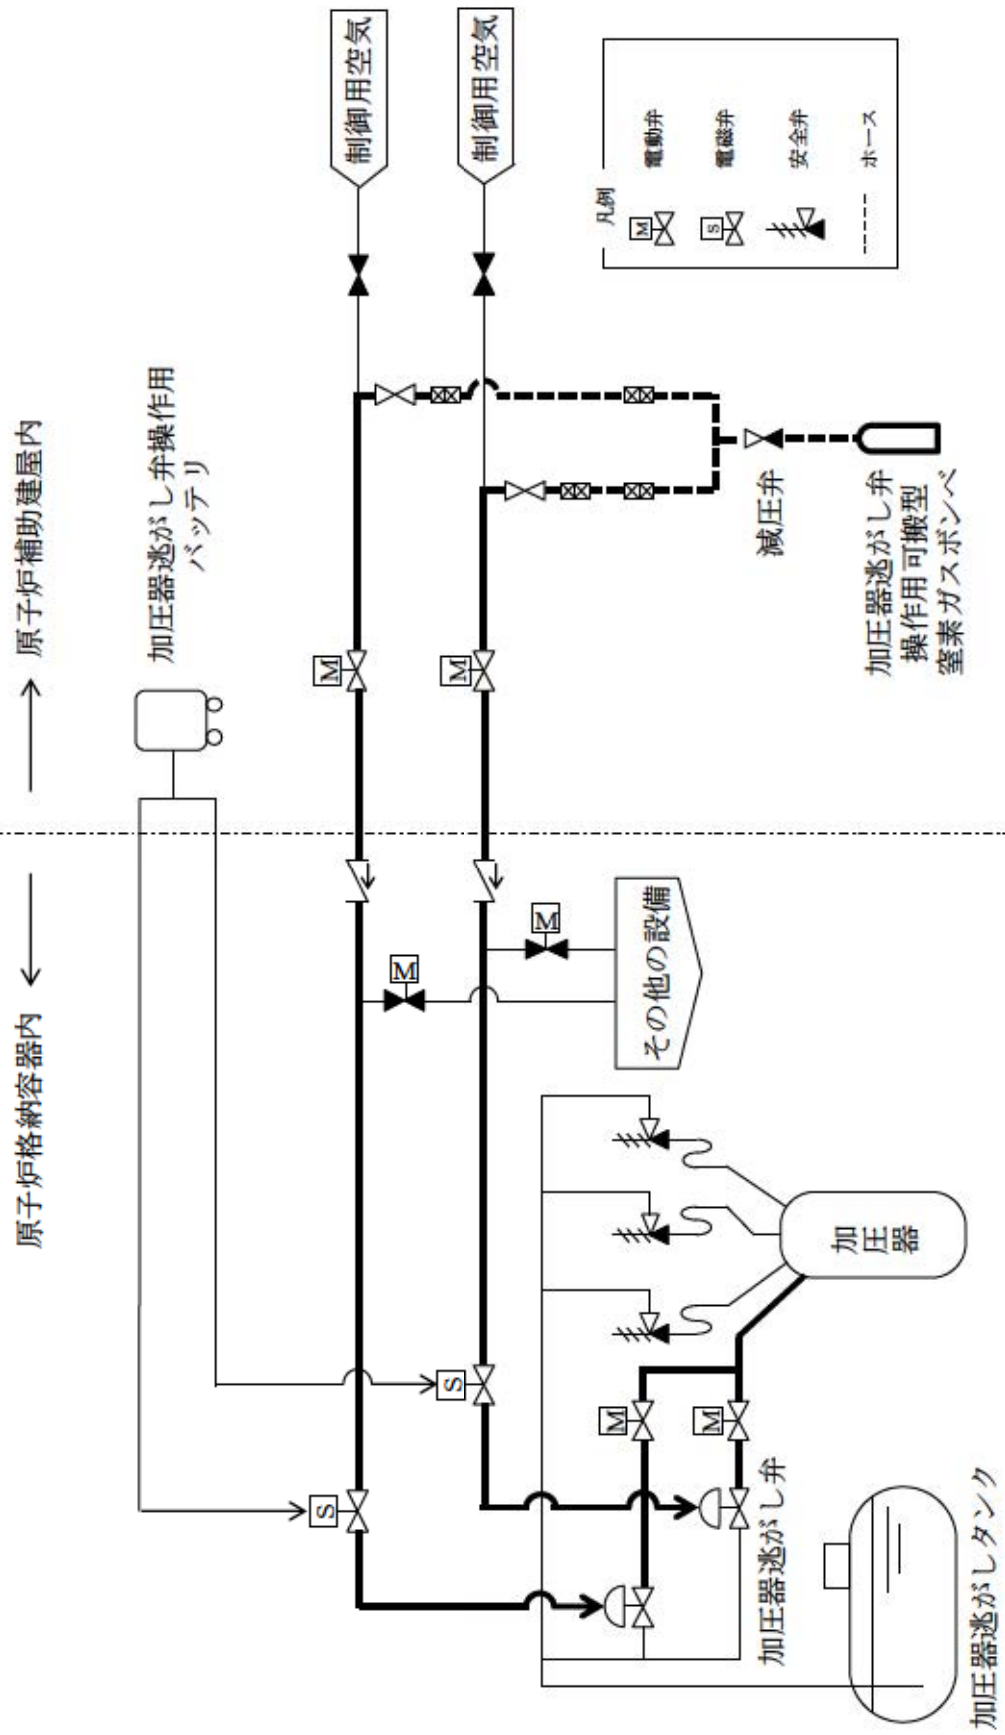 原子炉格納容器内
原子炉補助建屋内
加圧器逃がし弁操作用
バッテリ
制御用空気
制御用空気
S
S
M
M
M
M
M
M
その他の設備
加圧器
加圧器逃がし弁
加圧器逃がしタンク
減圧弁
加圧器逃がし弁
操作用可搬型
窒素ガスボンベ
凡例
M 電動弁
S 電磁弁
安全弁
ホース